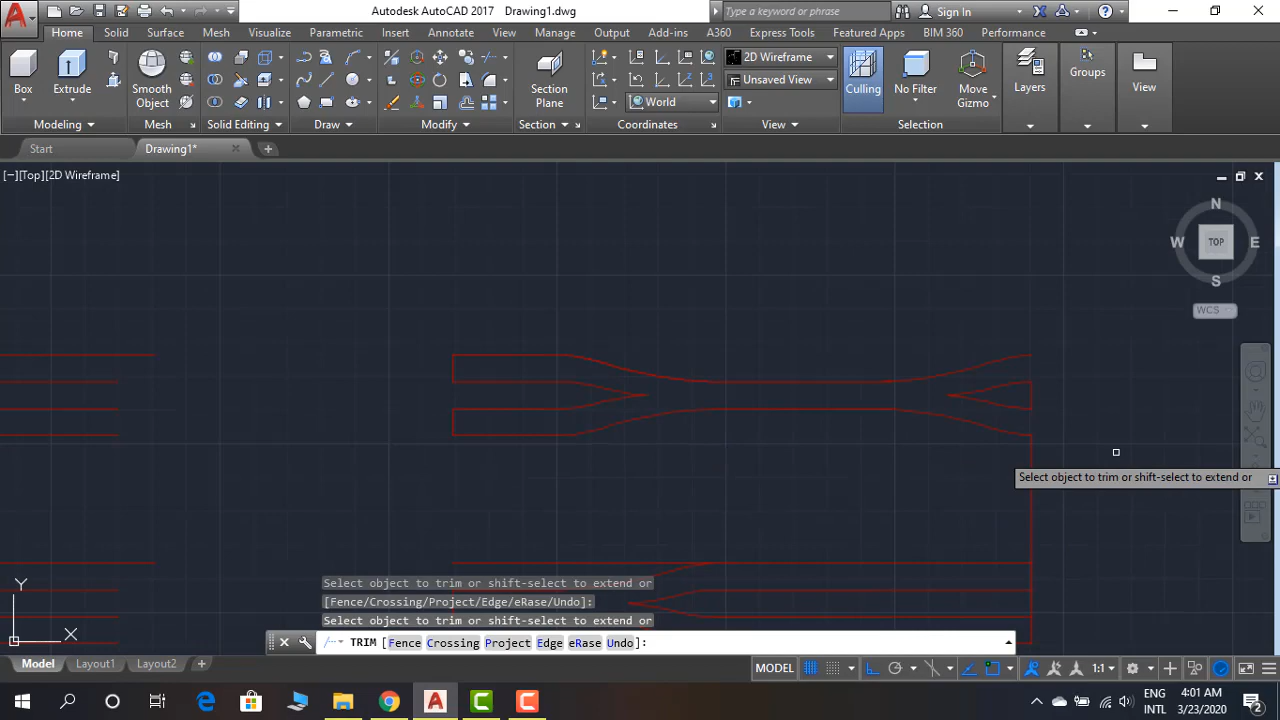 Autodesk AutoCAD 2017 Drawing1.dwg
Type a keyword or phrase
Sign In
Home Solid Surface Mesh Visualize Parametric Insert Annotate View Manage Output Add-ins A360 Express Tools Featured Apps BIM 360 Performance
Box
Extrude
Smooth
Object
Section
Plane
2D Wireframe
Unsaved View
World
Culling
No Filter
Move
Gizmo
Layers
Groups
View
Modeling
Mesh
Solid Editing
Draw
Modify
Section
Coordinates
View
Selection
Start
Drawing1*
[−][Top][2D Wireframe]
N
W
TOP
E
S
WCS
Select object to trim or shift-select to extend or
Y
X
Select object to trim or shift-select to extend or
[Fence/Crossing/Project/Edge/eRase/Undo]:
Select object to trim or shift-select to extend or
TRIM [Fence Crossing Project Edge eRase Undo]:
Model
Layout1
Layout2
MODEL
1:1
ENG
INTL
4:01 AM
3/23/2020
2